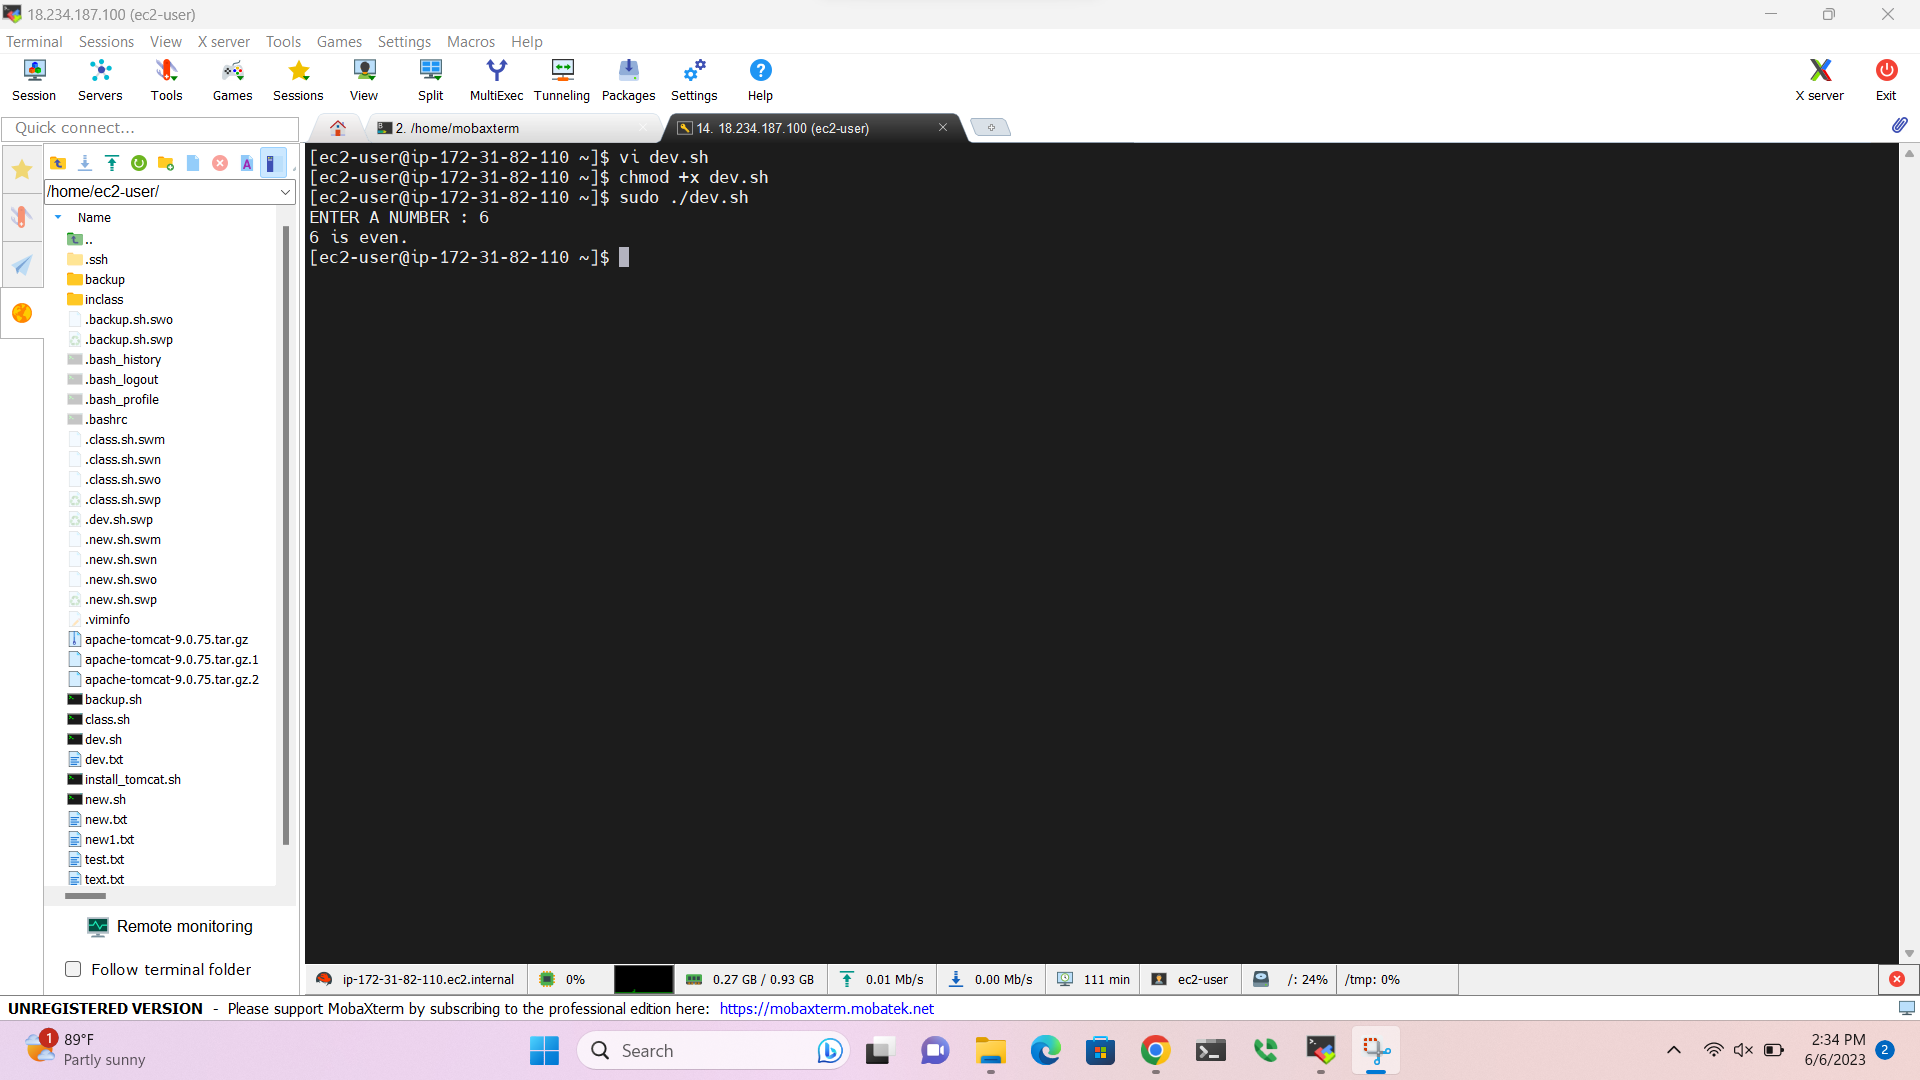 18.234.187.100 (ec2-user)
Terminal Sessions View X server Tools Games Settings Macros Help
Session Servers Tools Games Sessions View Split MultiExec Tunneling Packages Settings Help X server Exit
Quick connect...
2. /home/mobaxterm
14. 18.234.187.100 (ec2-user)
/home/ec2-user/
Name
..
.ssh
backup
inclass
.backup.sh.swo
.backup.sh.swp
.bash_history
.bash_logout
.bash_profile
.bashrc
.class.sh.swm
.class.sh.swn
.class.sh.swo
.class.sh.swp
.dev.sh.swp
.new.sh.swm
.new.sh.swn
.new.sh.swo
.new.sh.swp
.viminfo
apache-tomcat-9.0.75.tar.gz
apache-tomcat-9.0.75.tar.gz.1
apache-tomcat-9.0.75.tar.gz.2
backup.sh
class.sh
dev.sh
dev.txt
install_tomcat.sh
new.sh
new.txt
new1.txt
test.txt
text.txt
Remote monitoring
Follow terminal folder
[ec2-user@ip-172-31-82-110 ~]$ vi dev.sh
[ec2-user@ip-172-31-82-110 ~]$ chmod +x dev.sh
[ec2-user@ip-172-31-82-110 ~]$ sudo ./dev.sh
ENTER A NUMBER : 6
6 is even.
[ec2-user@ip-172-31-82-110 ~]$
ip-172-31-82-110.ec2.internal 0% 0.27 GB / 0.93 GB 0.01 Mb/s 0.00 Mb/s 111 min ec2-user /: 24% /tmp: 0%
UNREGISTERED VERSION - Please support MobaXterm by subscribing to the professional edition here: https://mobaxterm.mobatek.net
1
89°F
Partly sunny
Search
2:34 PM
6/6/2023
2